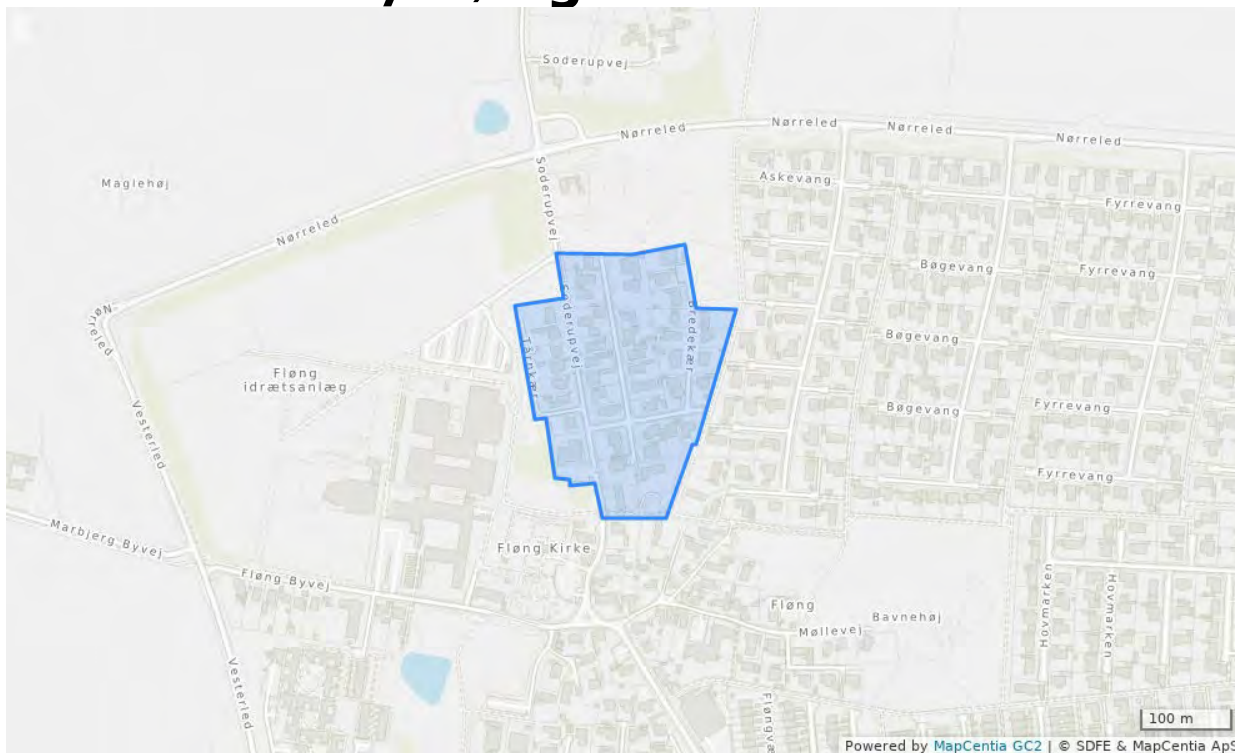 Soderupvej
Nørreled
Nørreled
Nørreled
Nørreled
Maglehøj
Soderupvej
Askevang
Fyrrevang
Nørreled
Bøgevang
Fyrrevang
Nørreled
Soderupvej
Bredekær
Tårnkær
Bøgevang
Fløng
idrætsanlæg
Vesterled
Bøgevang
Fyrrevang
Fyrrevang
Marbjerg Byvej
Fløng Kirke
Fløng Byvej
Hovmarken
Hovmarken
Fløng
Bavnehøj
Møllevej
Vesterled
100 m
Powered by MapCentia GC2 | © SDFE & MapCentia ApS